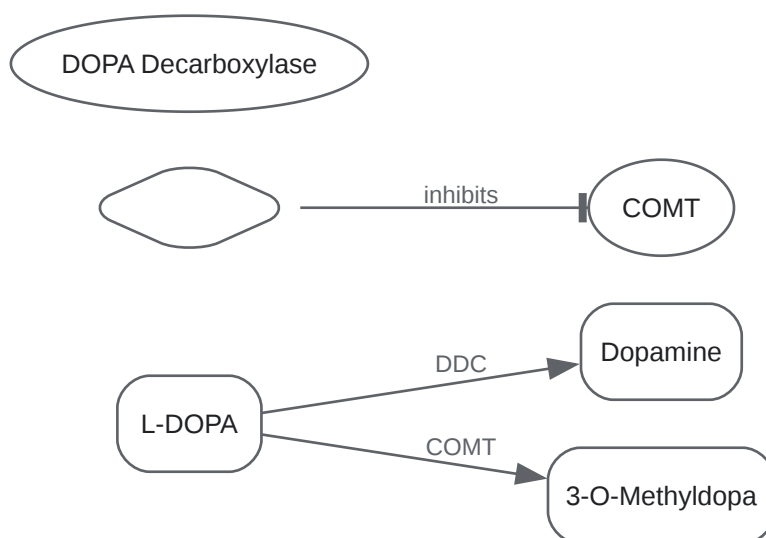 DOPA Decarboxylase
inhibits
COMT
Dopamine
DDC
L-DOPA
COMT
3-O-Methyldopa